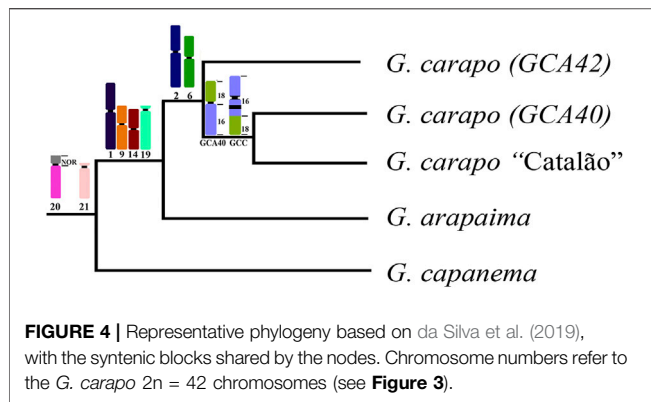 2 6
G. carapo (GCA42)
18
16
16
18
GCA40 GCC
G. carapo (GCA40)
1 9 14 19
G. carapo “Catalão”
NOR
20 21
G. arapaima
G. capanema
FIGURE 4 | Representative phylogeny based on da Silva et al. (2019),
with the syntenic blocks shared by the nodes. Chromosome numbers refer to
the G. carapo 2n = 42 chromosomes (see Figure 3).